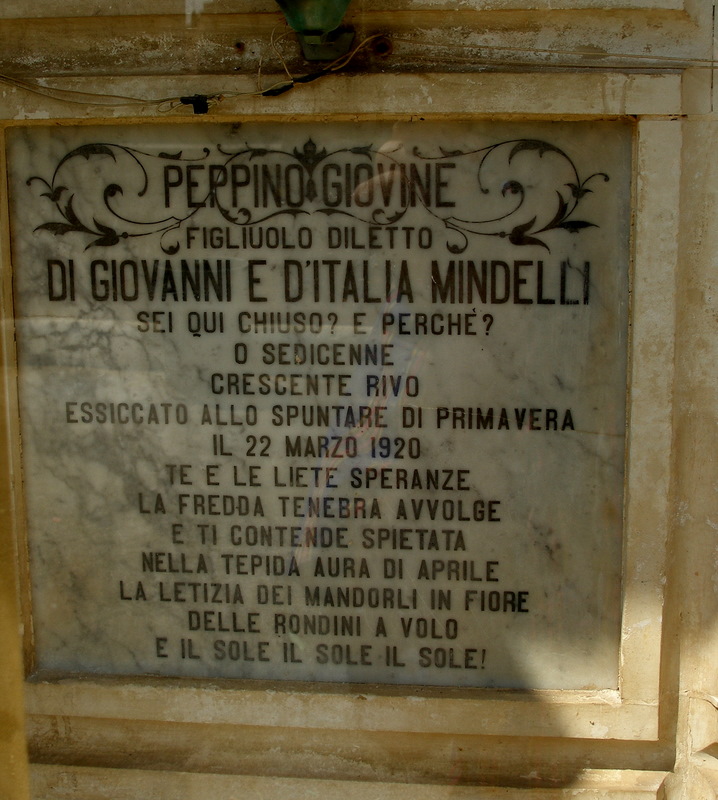 PEPPINO GIOVINE
FIGLIUOLO DILETTO
DI GIOVANNI E D'ITALIA MINDELLI
SEI QUI CHIUSO? E PERCHÉ?
O SEDICENNE
CRESCENTE RIVO
ESSICCATO ALLO SPUNTARE DI PRIMAVERA
IL 22 MARZO 1920
TE E LE LIETE SPERANZE
LA FREDDA TENEBRA AVVOLGE
E TI CONTENDE SPIETATA
NELLA TEPIDA AURA DI APRILE
LA LETIZIA DEI MANDORLI IN FIORE
DELLE RONDINI A VOLO
E IL SOLE IL SOLE IL SOLE!